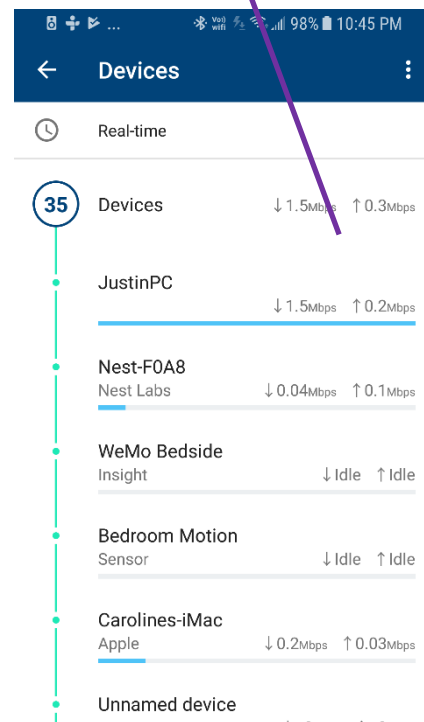 ... Vo)) wifi 98% 10:45 PM
Devices
Real-time
35 Devices ↓ 1.5Mbps ↑ 0.3Mbps
JustinPC
↓ 1.5Mbps ↑ 0.2Mbps
Nest-F0A8
Nest Labs ↓ 0.04Mbps ↑ 0.1Mbps
WeMo Bedside
Insight ↓ Idle ↑ Idle
Bedroom Motion
Sensor ↓ Idle ↑ Idle
Carolines-iMac
Apple ↓ 0.2Mbps ↑ 0.03Mbps
Unnamed device